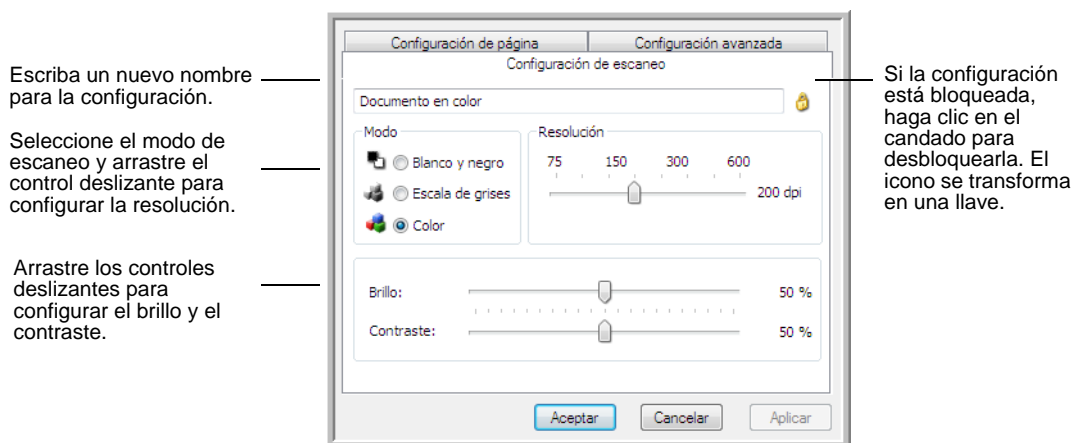 Configuración de página
Configuración avanzada
Configuración de escaneo
Escriba un nuevo nombre
para la configuración.
Seleccione el modo de
escaneo y arrastre el
control deslizante para
configurar la resolución.
Arrastre los controles
deslizantes para
configurar el brillo y el
contraste.
Documento en color
Modo
Blanco y negro
Escala de grises
Color
Resolución
75 150 300 600
200 dpi
Brillo: 50 %
Contraste: 50 %
Aceptar
Cancelar
Aplicar
Si la configuración
está bloqueada,
haga clic en el
candado para
desbloquearla. El
icono se transforma
en una llave.